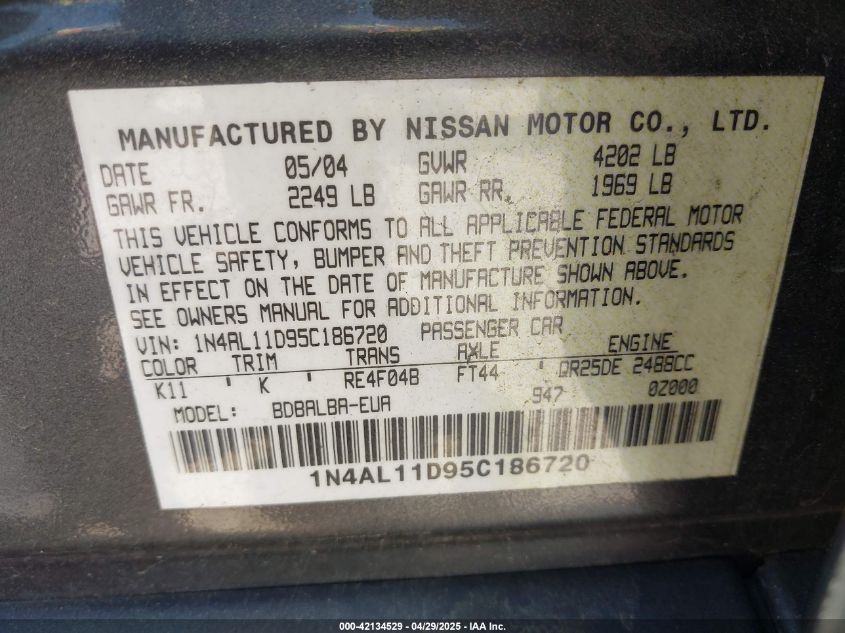 MANUFACTURED BY NISSAN MOTOR CO., LTD.
DATE 05/04 GVWR 4202 LB
GAWR FR. 2249 LB GAWR RR. 1969 LB
THIS VEHICLE CONFORMS TO ALL APPLICABLE FEDERAL MOTOR
VEHICLE SAFETY, BUMPER AND THEFT PREVENTION STANDARDS
IN EFFECT ON THE DATE OF MANUFACTURE SHOWN ABOVE.
SEE OWNERS MANUAL FOR ADDITIONAL INFORMATION.
VIN: 1N4AL11D95C186720 PASSENGER CAR
COLOR TRIM TRANS AXLE ENGINE
K11 ' K ' RE4F04B FT44 ' QR25DE 2488CC
MODEL: BDBALBA-EUA 947 0Z000
1N4AL11D95C186720
000-42134529 - 04/29/2025 - IAA Inc.